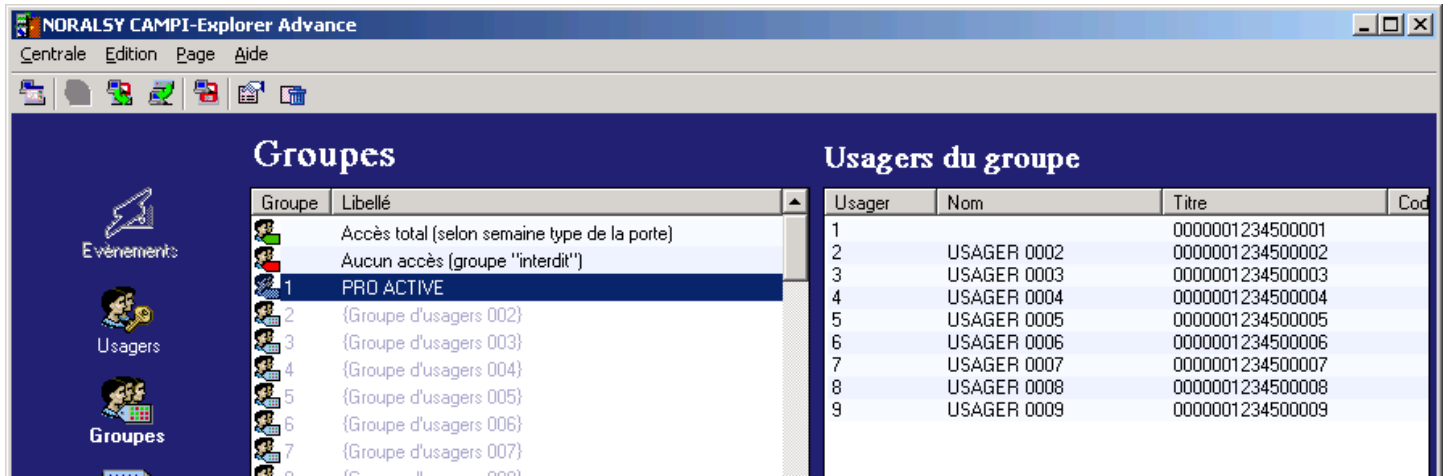 NORALSY CAMPI-Explorer Advance
Centrale Edition Page Aide
Groupes
Usagers du groupe
Evènements
Usagers
Groupes
Groupe Libellé
Accès total (selon semaine type de la porte)
Aucun accès (groupe "interdit")
1 PRO ACTIVE
2 {Groupe d'usagers 002}
3 {Groupe d'usagers 003}
4 {Groupe d'usagers 004}
5 {Groupe d'usagers 005}
6 {Groupe d'usagers 006}
7 {Groupe d'usagers 007}
Usager Nom Titre Cod
1 0000001234500001
2 USAGER 0002 0000001234500002
3 USAGER 0003 0000001234500003
4 USAGER 0004 0000001234500004
5 USAGER 0005 0000001234500005
6 USAGER 0006 0000001234500006
7 USAGER 0007 0000001234500007
8 USAGER 0008 0000001234500008
9 USAGER 0009 0000001234500009